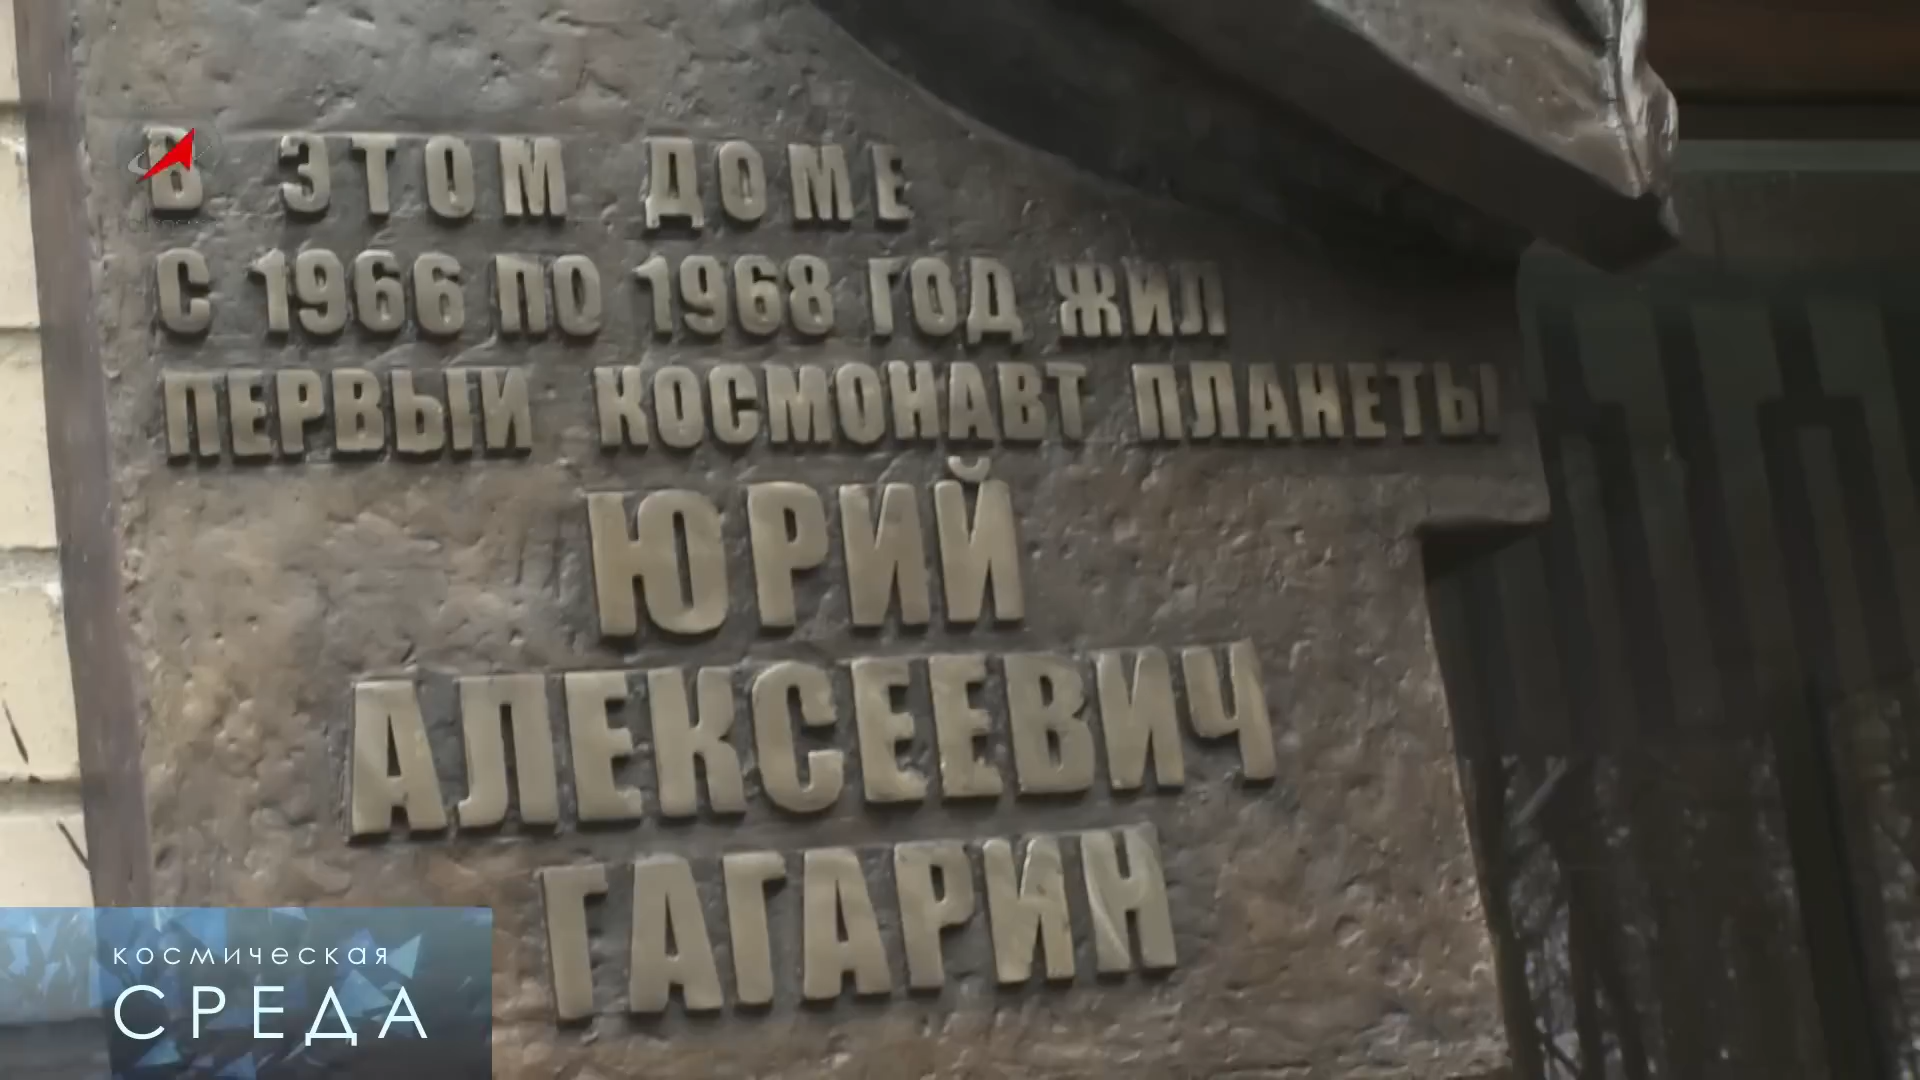 В ЭТОМ ДОМЕ
С 1966 ПО 1968 ГОД ЖИЛ
ПЕРВЫЙ КОСМОНАВТ ПЛАНЕТЫ
ЮРИЙ
АЛЕКСЕЕВИЧ
ГАГАРИН
космическая
СРЕДА